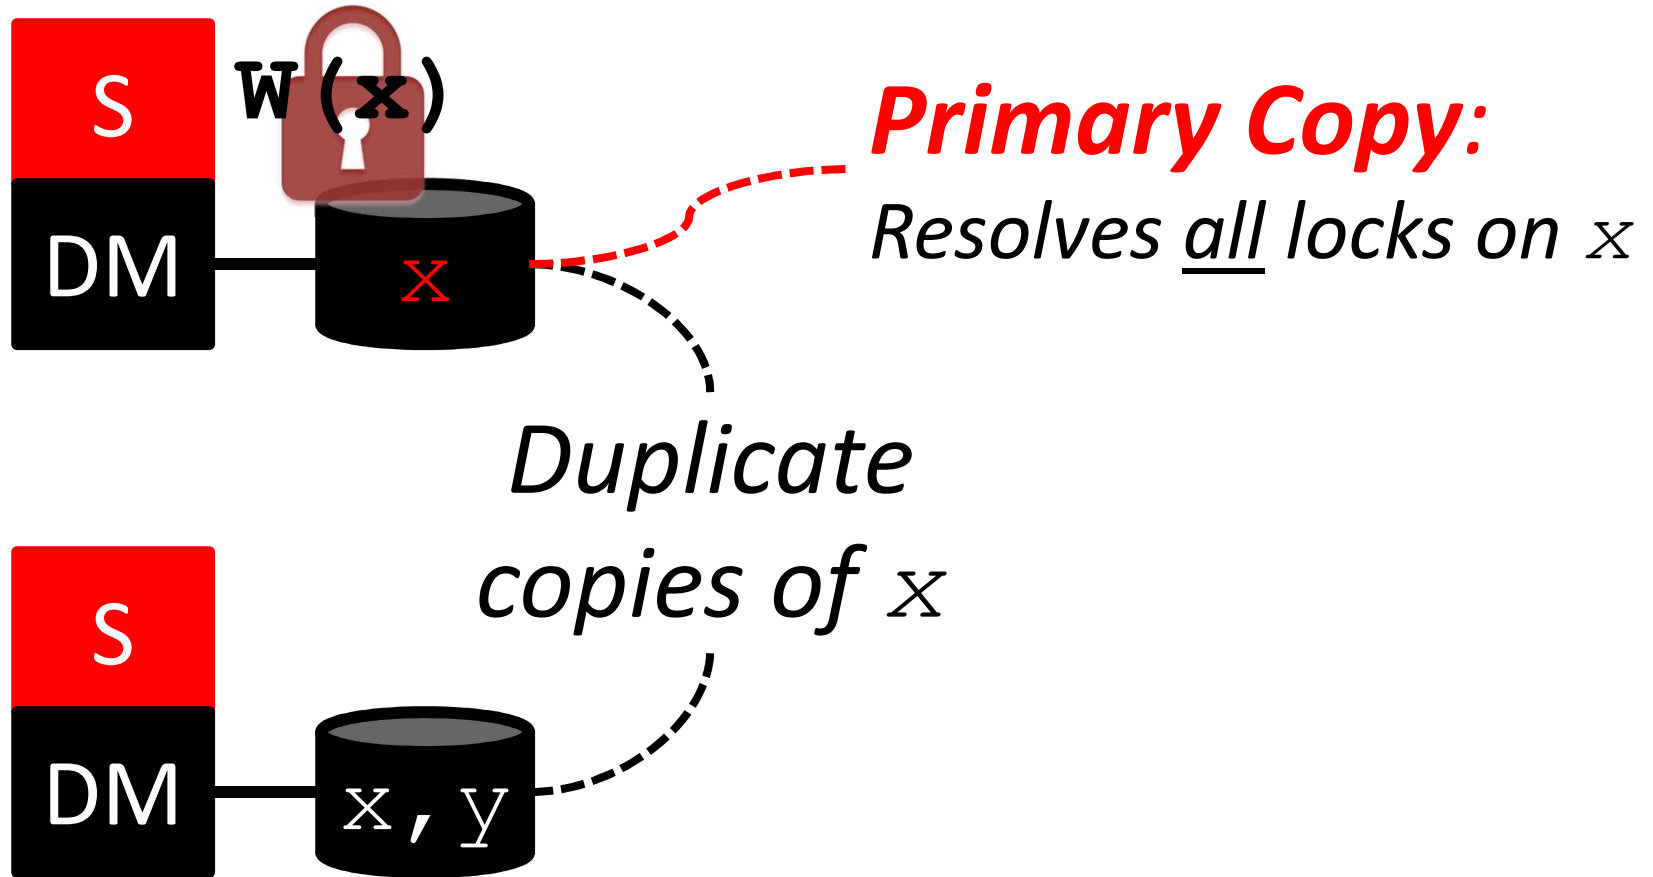 S
W(x)
DM
x
Primary Copy:
Resolves all locks on x
Duplicate
copies of x
S
DM
x,y